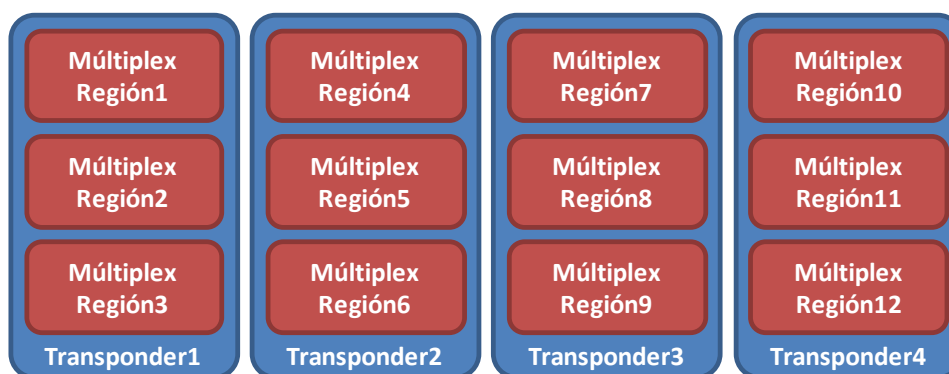 Múltiplex
Región1
Múltiplex
Región2
Múltiplex
Región3
Transponder1
Múltiplex
Región4
Múltiplex
Región5
Múltiplex
Región6
Transponder2
Múltiplex
Región7
Múltiplex
Región8
Múltiplex
Región9
Transponder3
Múltiplex
Región10
Múltiplex
Región11
Múltiplex
Región12
Transponder4